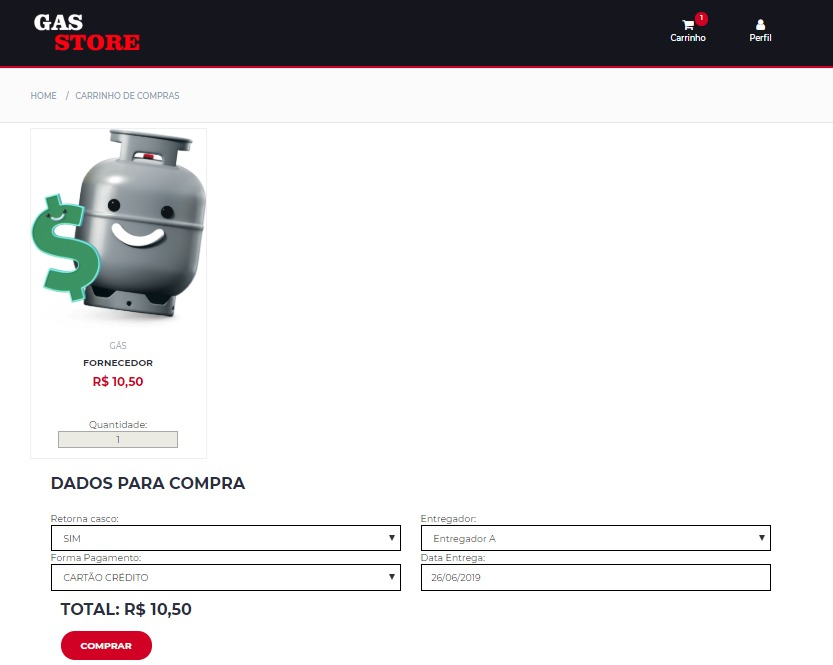 GAS
STORE
1
Carrinho
Perfil
HOME / CARRINHO DE COMPRAS
$
GÁS
FORNECEDOR
R$ 10,50
Quantidade:
1
DADOS PARA COMPRA
Retorna casco:
SIM
Entregador:
Entregador A
Forma Pagamento:
CARTÃO CRÉDITO
Data Entrega:
26/06/2019
TOTAL: R$ 10,50
COMPRAR